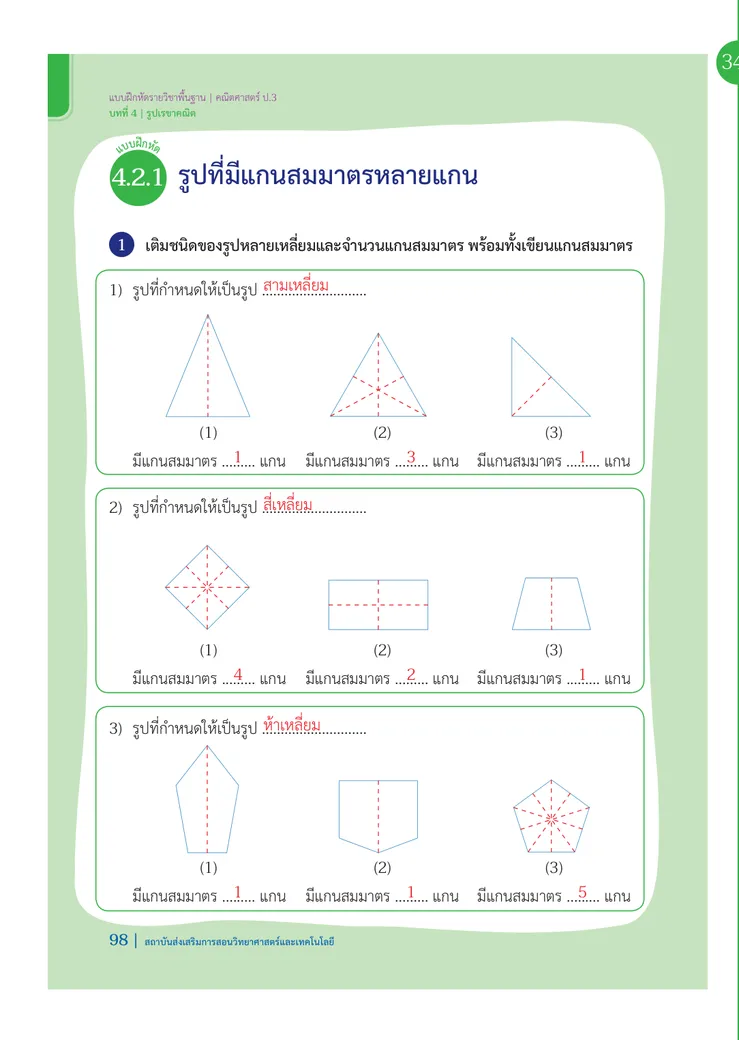 34
แบบฝึกหัดรายวิชาพื้นฐาน | คณิตศาสตร์ ป.3
บทที่ 4 | รูปเรขาคณิต
แบบฝึกหัด
4.2.1 รูปที่มีแกนสมมาตรหลายแกน
1 เติมชนิดของรูปหลายเหลี่ยมและจำนวนแกนสมมาตร พร้อมทั้งเขียนแกนสมมาตร
1) รูปที่กำหนดให้เป็นรูป สามเหลี่ยม
(1) (2) (3)
มีแกนสมมาตร ...1... แกน มีแกนสมมาตร ...3... แกน มีแกนสมมาตร ...1... แกน
2) รูปที่กำหนดให้เป็นรูป สี่เหลี่ยม
(1) (2) (3)
มีแกนสมมาตร ...4... แกน มีแกนสมมาตร ...2... แกน มีแกนสมมาตร ...1... แกน
3) รูปที่กำหนดให้เป็นรูป ห้าเหลี่ยม
(1) (2) (3)
มีแกนสมมาตร ...1... แกน มีแกนสมมาตร ...1... แกน มีแกนสมมาตร ...5... แกน
98 | สถาบันส่งเสริมการสอนวิทยาศาสตร์และเทคโนโลยี